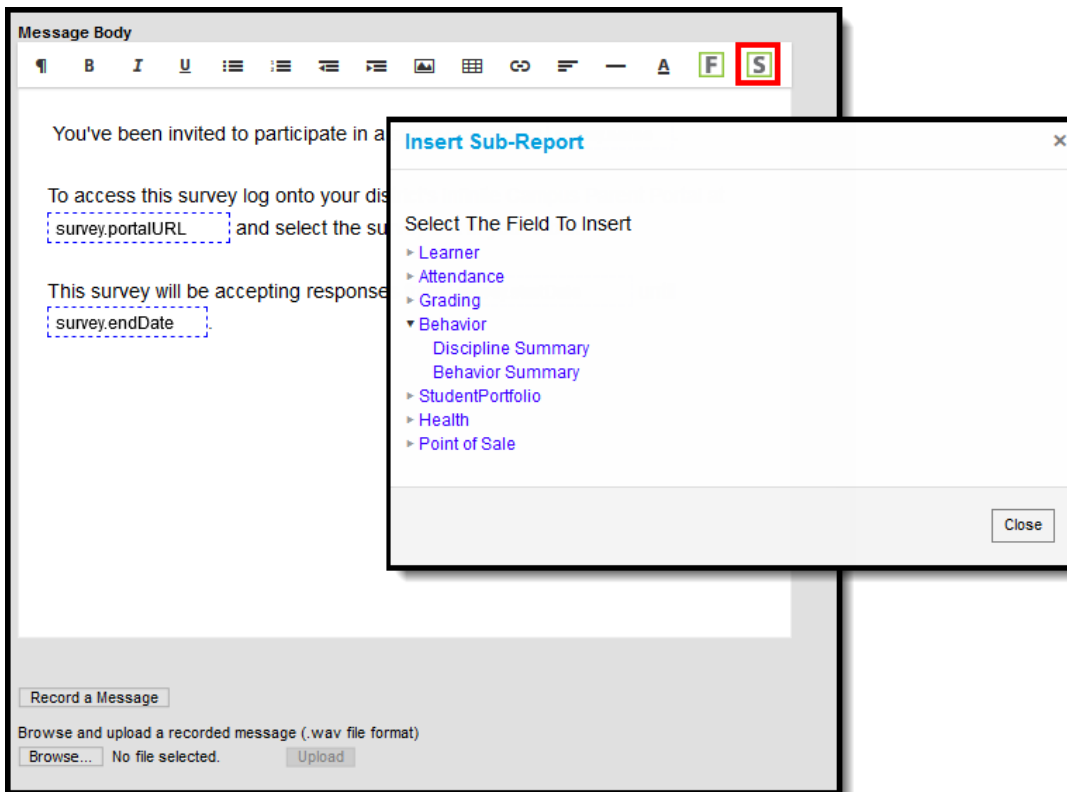 Message Body
¶ B I U A F S
You've been invited to participate in a
To access this survey log onto your dis
survey.portalURL and select the su
This survey will be accepting response
survey.endDate .
Insert Sub-Report ×
Select The Field To Insert
Learner
Attendance
Grading
Behavior
Discipline Summary
Behavior Summary
StudentPortfolio
Health
Point of Sale
Close
Record a Message
Browse and upload a recorded message (.wav file format)
Browse... No file selected. Upload